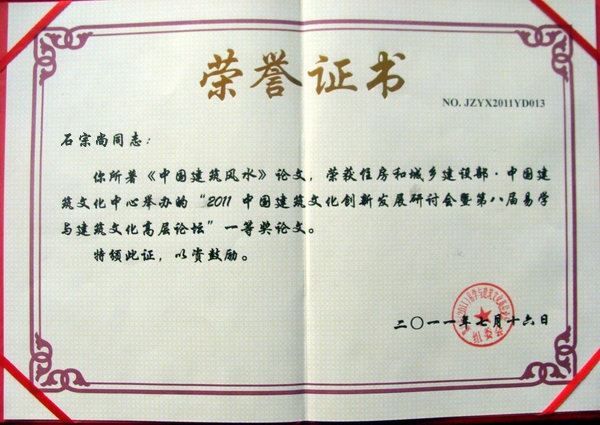 荣誉证书
NO. JZYX2011YD013
石宗尚同志：
你所著《中国建筑风水》论文，荣获住房和城乡建设部·中国建
筑文化中心举办的“2011 中国建筑文化创新发展研讨会暨第八届易学
与建筑文化高层论坛”一等奖论文。
特颁此证，以资鼓励。
二〇一一年七月十六日
组委会